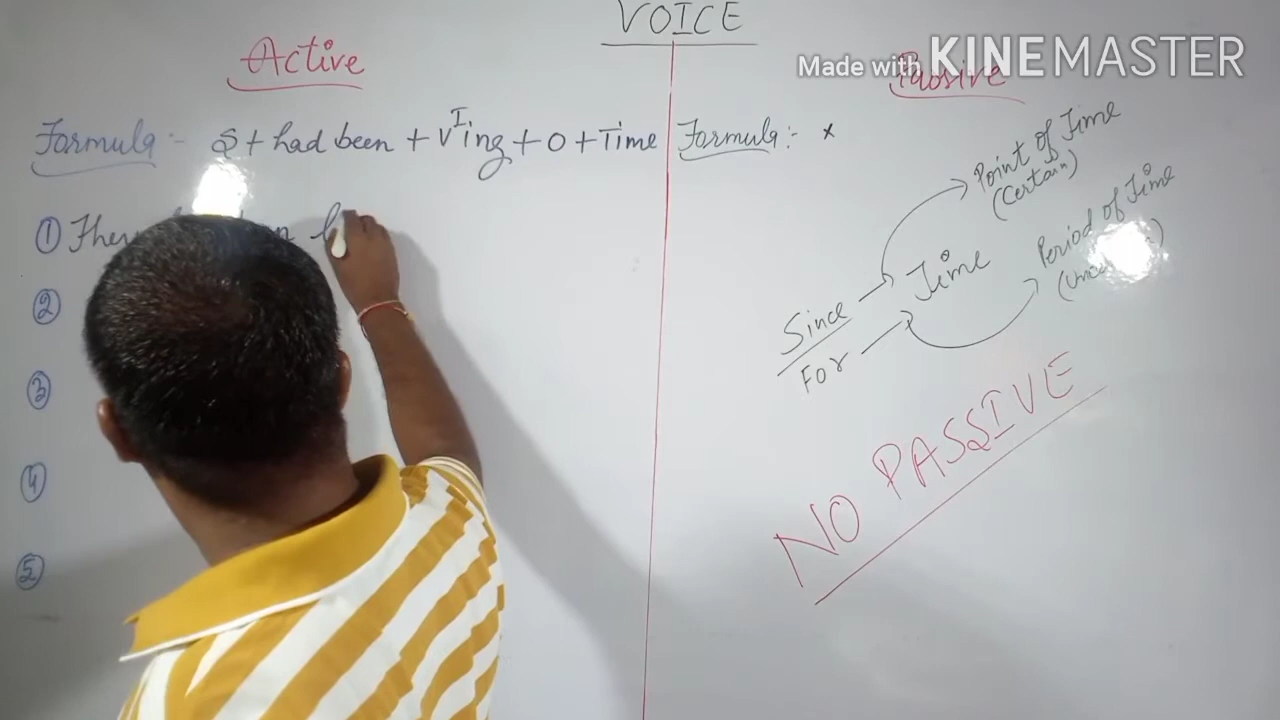 VOICE
Active
Made with KINEMASTER
Passive
Formula :- S + had been + VIing + O + Time
Formula :- x
Point of Time
(Certain)
Period of Time
Since
For
Time
NO PASSIVE
①
②
③
④
⑤